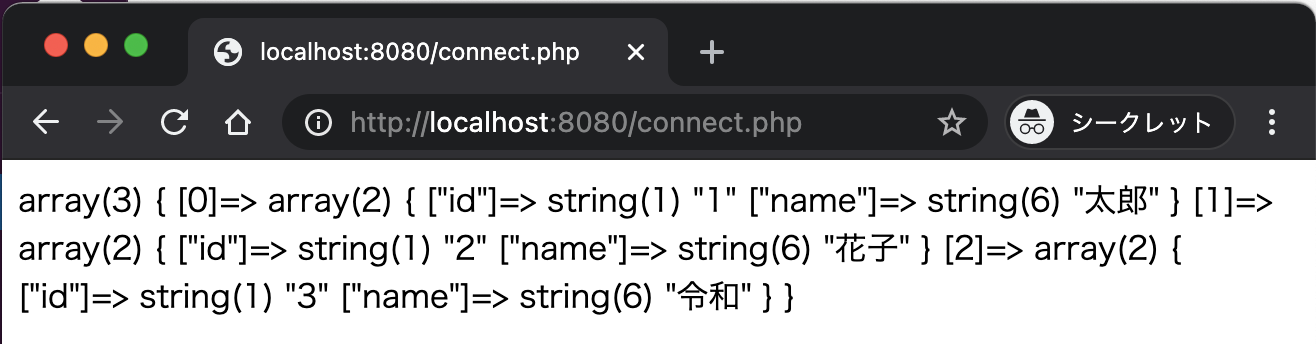 localhost:8080/connect.php
http://localhost:8080/connect.php
シークレット
array(3) { [0]=> array(2) { ["id"]=> string(1) "1" ["name"]=> string(6) "太郎" } [1]=>
array(2) { ["id"]=> string(1) "2" ["name"]=> string(6) "花子" } [2]=> array(2) {
["id"]=> string(1) "3" ["name"]=> string(6) "令和" } }